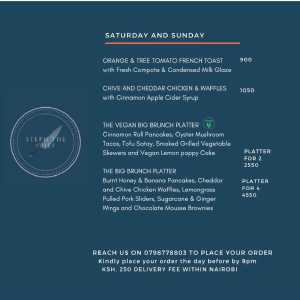 SATURDAY AND SUNDAY
ORANGE & TREE TOMATO FRENCH TOAST 900
with Fresh Compote & Condensed Milk Glaze
CHIVE AND CHEDDAR CHICKEN & WAFFLES 1050
with Cinnamon Apple Cider Syrup
THE VEGAN BIG BRUNCH PLATTER
Cinnamon Roll Pancakes, Oyster Mushroom
Tacos, Tofu Satay, Smoked Grilled Vegetable
Skewers and Vegan Lemon poppy Cake
PLATTER
FOR 2
2550
THE BIG BRUNCH PLATTER
Burnt Honey & Banana Pancakes, Cheddar
and Chive Chicken Waffles, Lemongrass
Pulled Pork Sliders, Sugarcane & Ginger
Wings and Chocolate Mousse Brownies
PLATTER
FOR 4
4550
REACH US ON 0798778803 TO PLACE YOUR ORDER
Kindly place your order the day before by 8pm
KSH. 250 DELIVERY FEE WITHIN NAIROBI